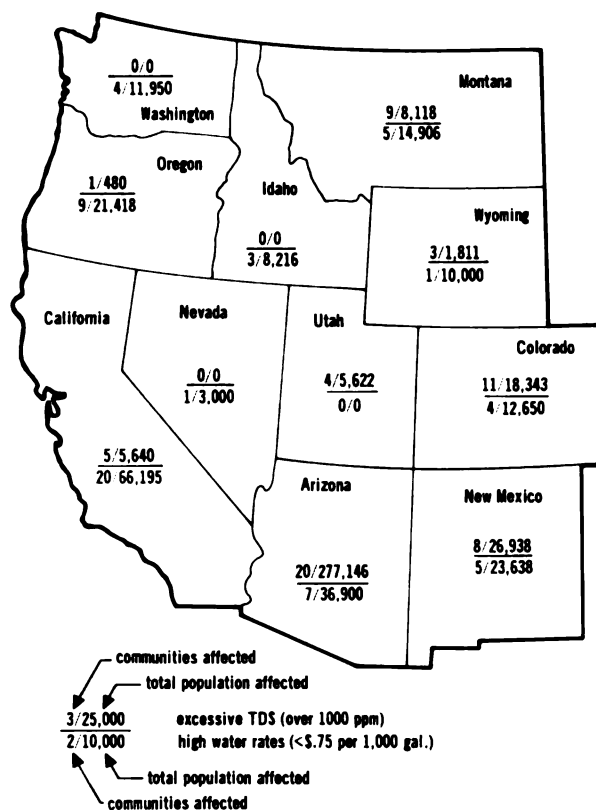 0/0
4/11,950
Washington
Montana
9/8,118
5/14,906
Oregon
1/480
9/21,418
Idaho
0/0
3/8,216
Wyoming
3/1,811
1/10,000
California
Nevada
Utah
Colorado
0/0
1/3,000
4/5,622
0/0
11/18,343
4/12,650
5/5,640
20/66,195
Arizona
New Mexico
20/277,146
7/36,900
8/26,938
5/23,638
communities affected
total population affected
3/25,000 excessive TDS (over 1000 ppm)
2/10,000 high water rates (<$.75 per 1,000 gal.)
total population affected
communities affected